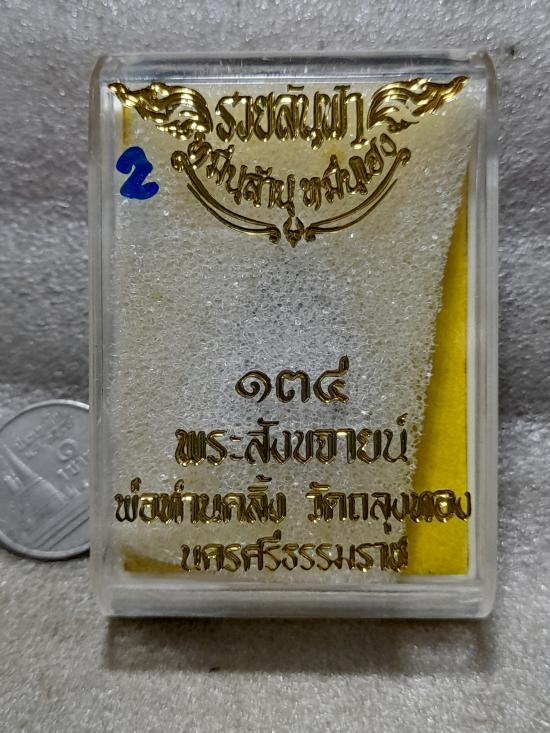 รวยล้นฟ้า
หมื่นล้าน หมื่นเฮง
2
๑๓๔
พระสังขจายน์
พ่อท่านคลิ้ง วัดถลุงทอง
นครศรีธรรมราช